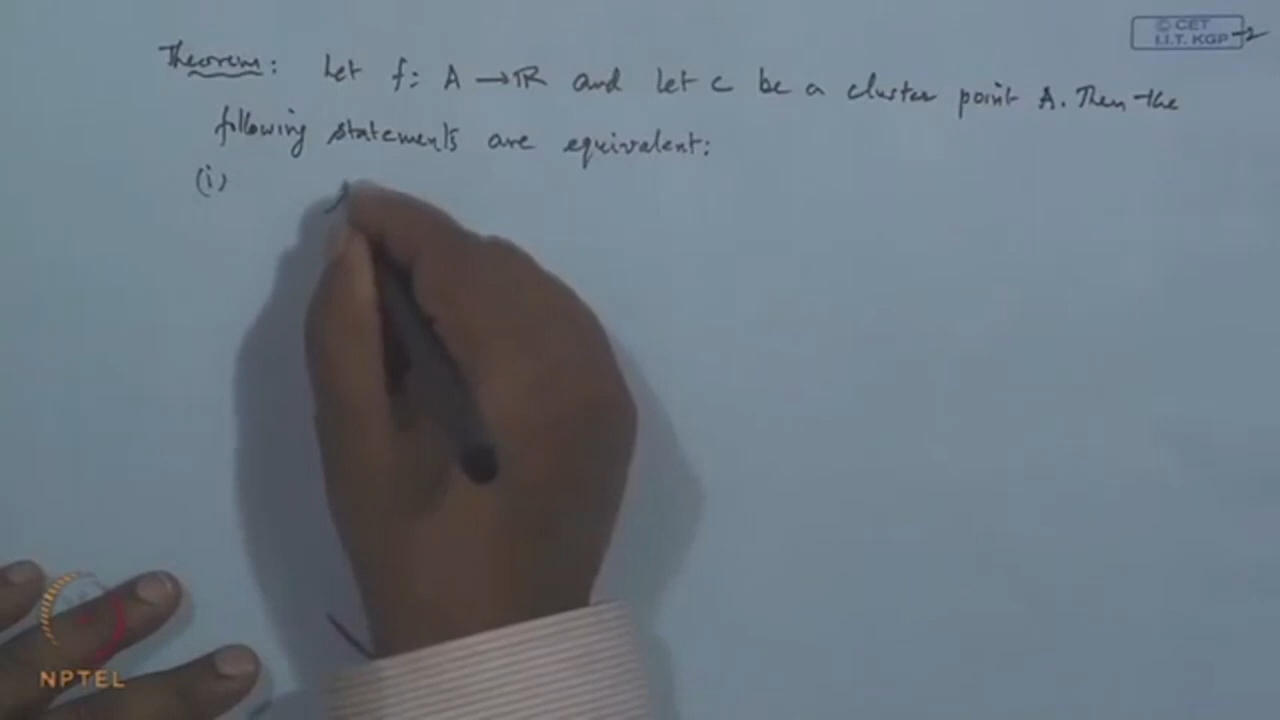 © CET
I.I.T. KGP
Theorem: Let f: A → R and let c be a cluster point A. Then the
following statements are equivalent:
(i)
NPTEL